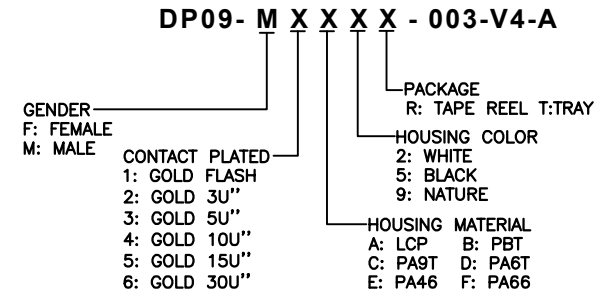 DP09- M X X X X - 003-V4-A
GENDER
F: FEMALE
M: MALE
CONTACT PLATED
1: GOLD FLASH
2: GOLD 3U''
3: GOLD 5U''
4: GOLD 10U''
5: GOLD 15U''
6: GOLD 30U''
PACKAGE
R: TAPE REEL T:TRAY
HOUSING COLOR
2: WHITE
5: BLACK
9: NATURE
HOUSING MATERIAL
A: LCP B: PBT
C: PA9T D: PA6T
E: PA46 F: PA66